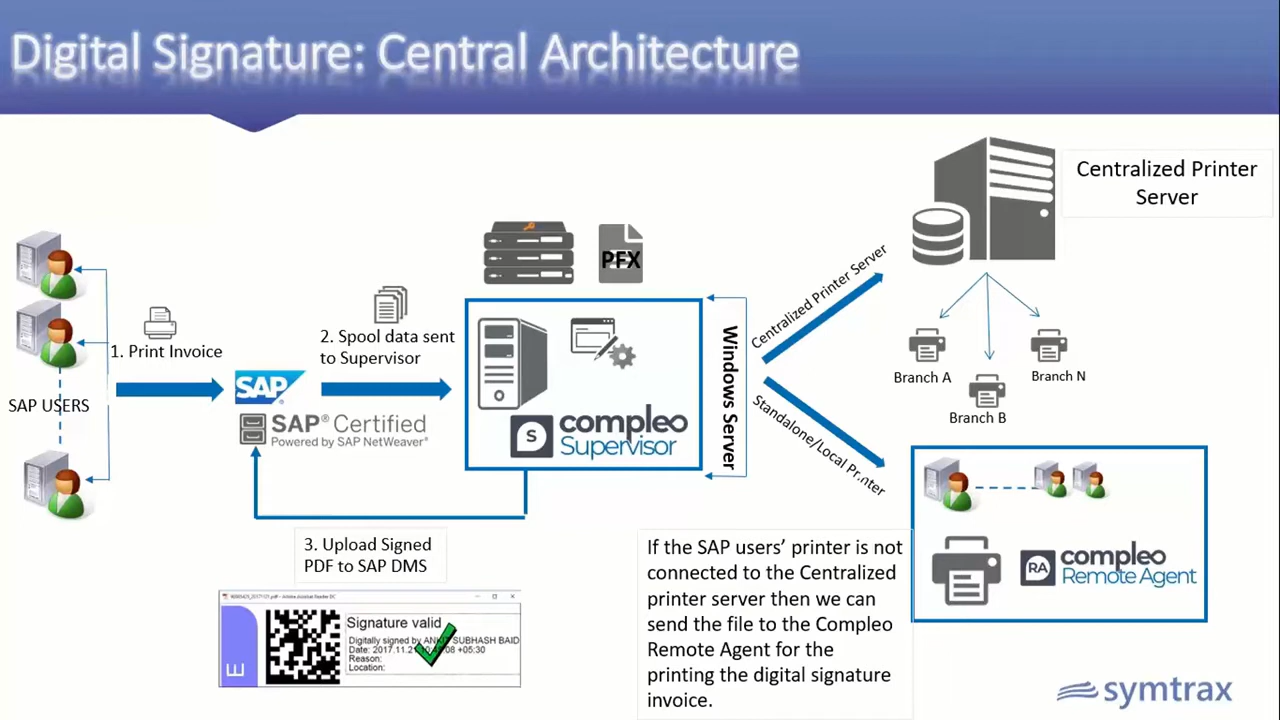 Digital Signature: Central Architecture
Centralized Printer
Server
PFX
Centralized Printer Server
1. Print Invoice
2. Spool data sent
to Supervisor
SAP USERS
SAP
SAP® Certified
Powered by SAP NetWeaver®
S
compleo
Supervisor
Windows Server
Branch A
Branch B
Branch N
Standalone/Local Printer
3. Upload Signed
PDF to SAP DMS
Signature valid
Digitally signed by ANKIT SUBHASH BAID
Reason:
Location:
E
If the SAP users’ printer is not
connected to the Centralized
printer server then we can
send the file to the Compleo
Remote Agent for the
printing the digital signature
invoice.
RA
compleo
Remote Agent
symtrax